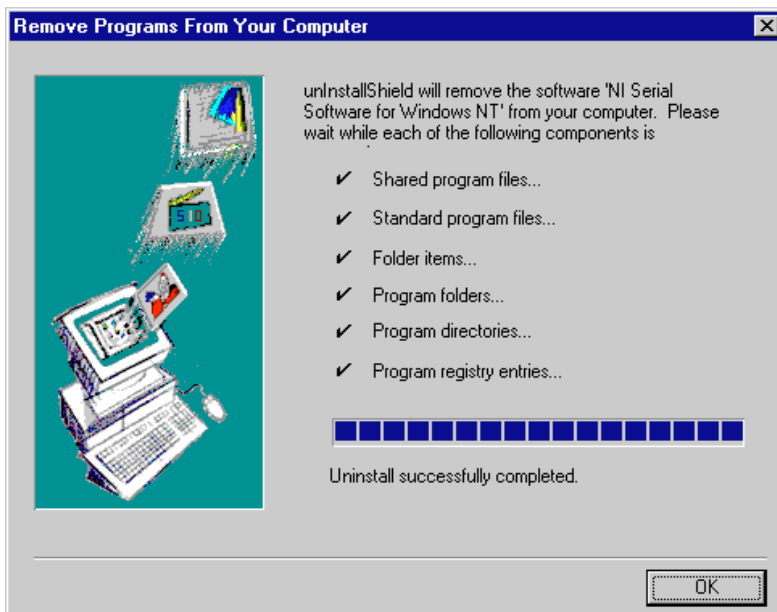 Remove Programs From Your Computer
unInstallShield will remove the software 'NI Serial
Software for Windows NT' from your computer. Please
wait while each of the following components is
✔ Shared program files...
✔ Standard program files...
✔ Folder items...
✔ Program folders...
✔ Program directories...
✔ Program registry entries...
Uninstall successfully completed.
OK